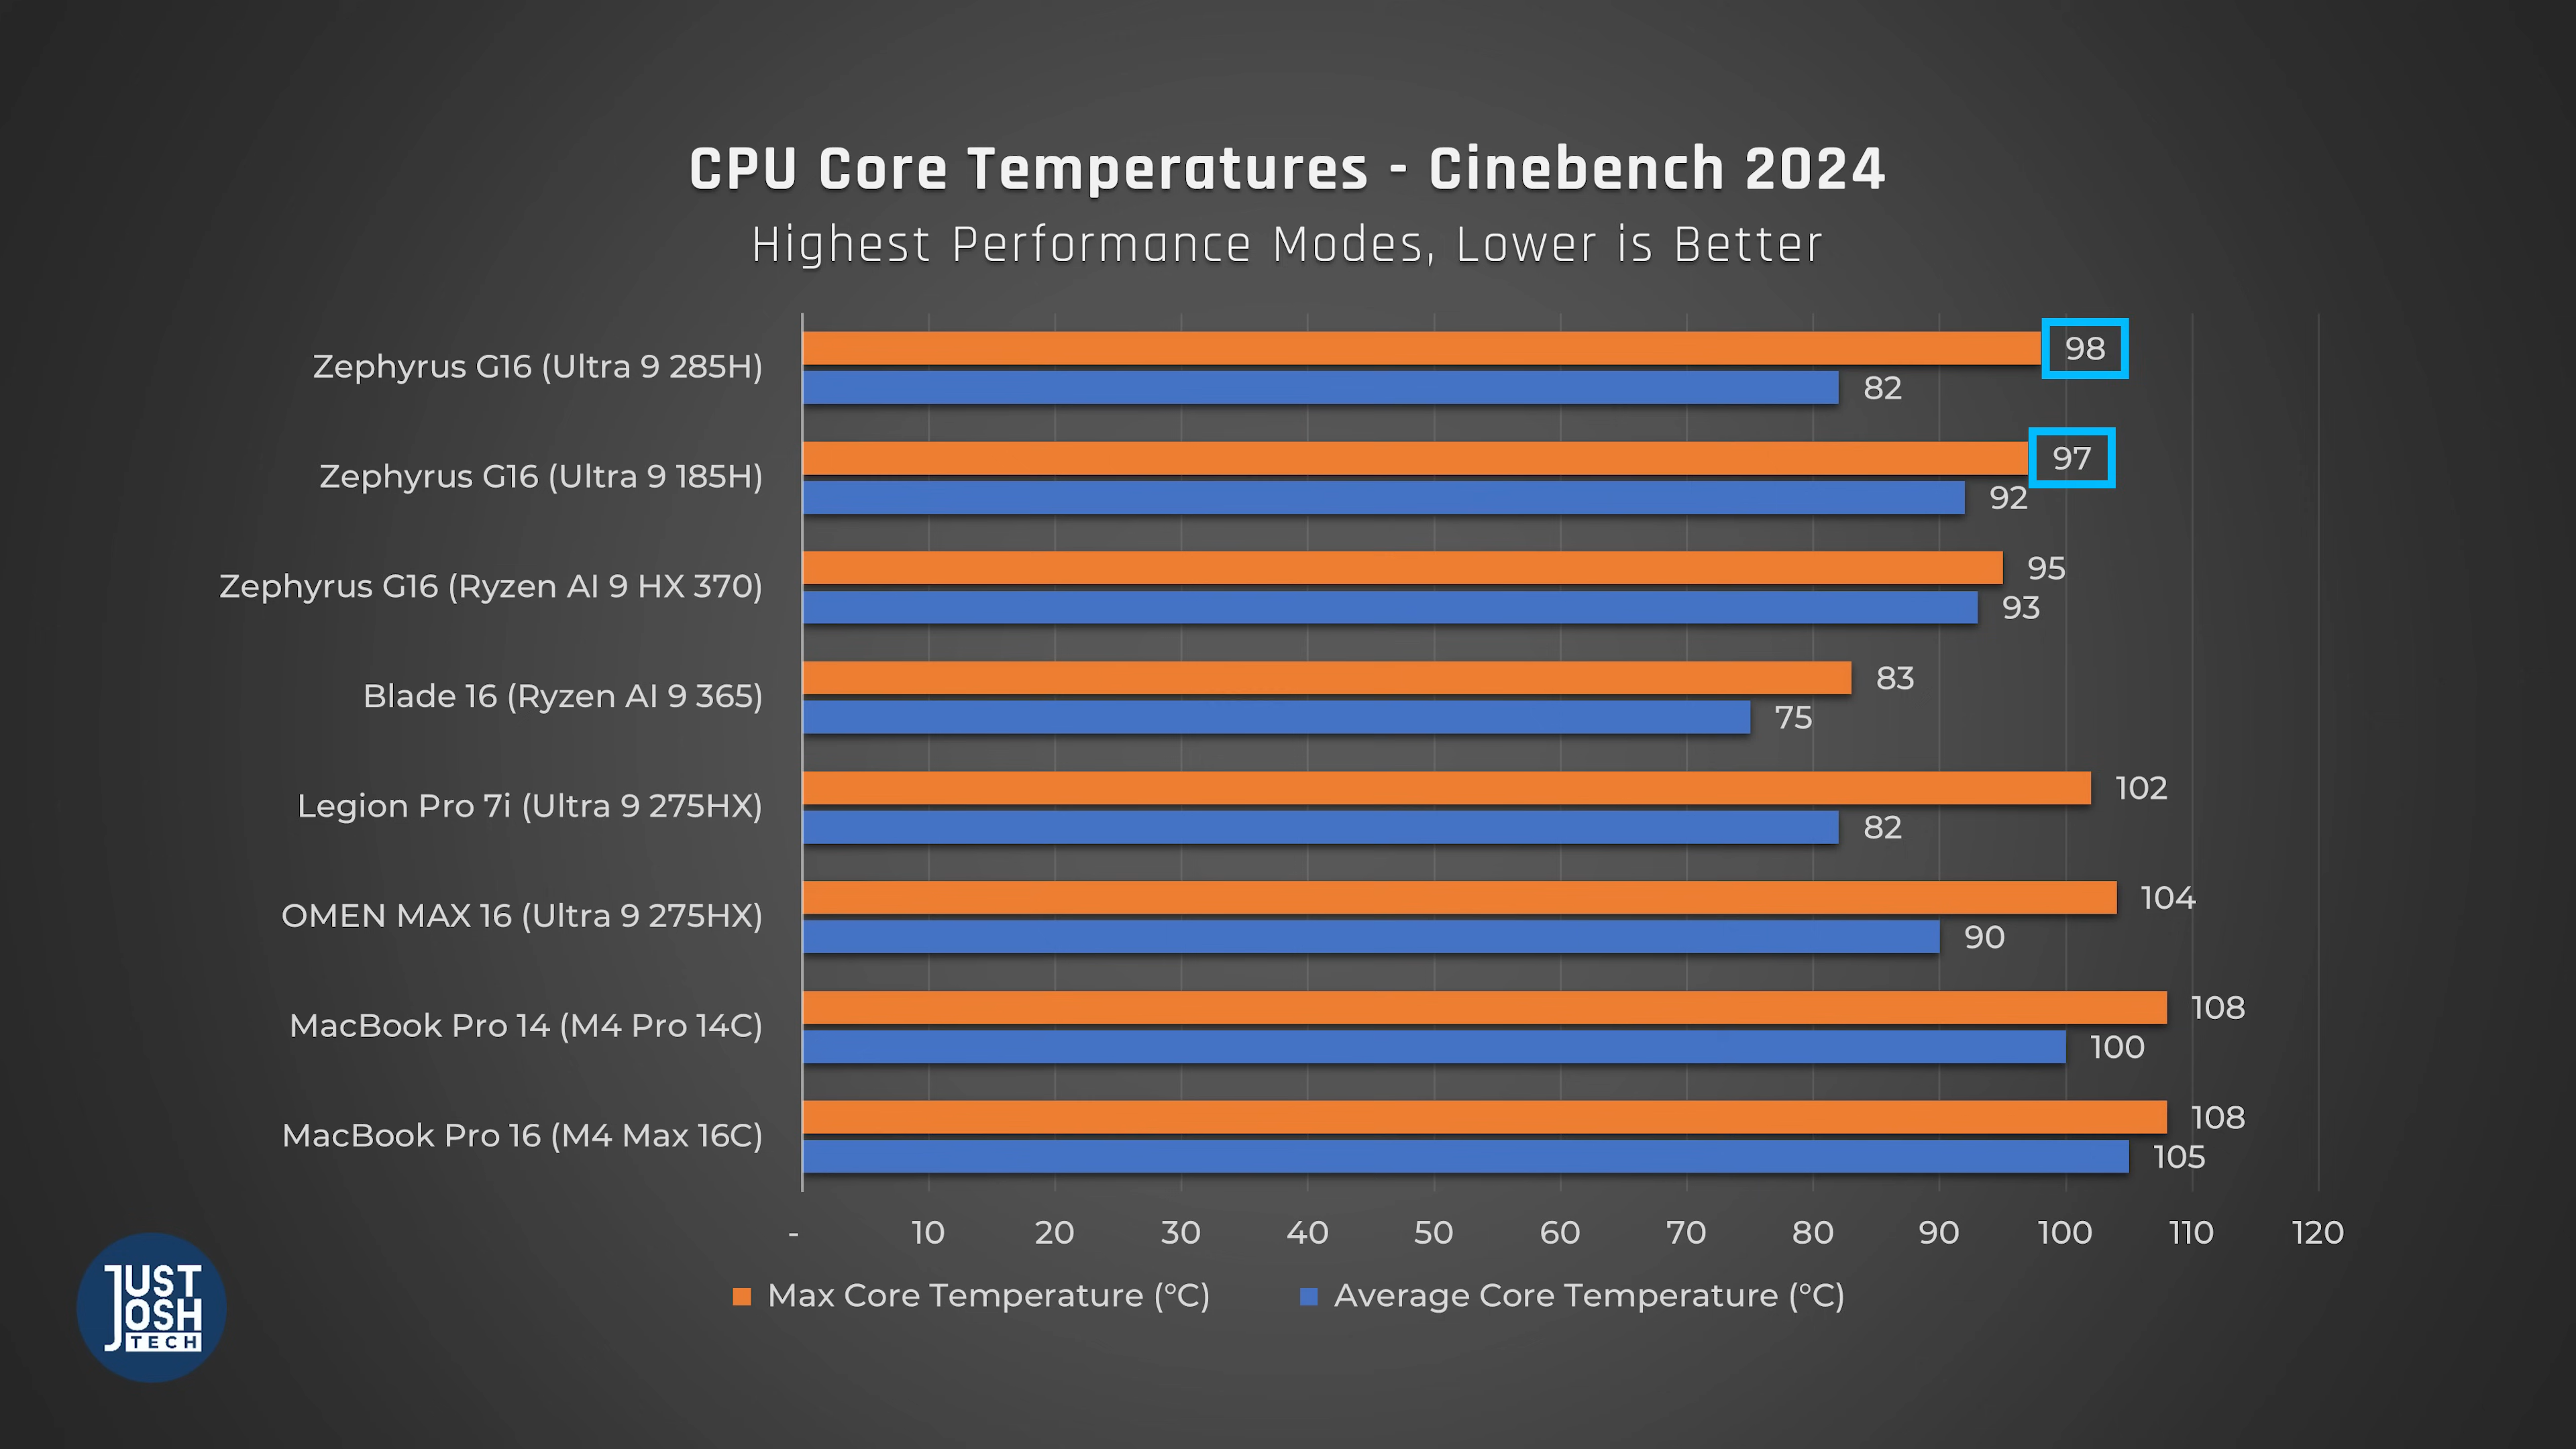 CPU Core Temperatures - Cinebench 2024
Highest Performance Modes, Lower is Better
Zephyrus G16 (Ultra 9 285H)
98
82
Zephyrus G16 (Ultra 9 185H)
97
92
Zephyrus G16 (Ryzen AI 9 HX 370)
95
93
Blade 16 (Ryzen AI 9 365)
83
75
Legion Pro 7i (Ultra 9 275HX)
102
82
OMEN MAX 16 (Ultra 9 275HX)
104
90
MacBook Pro 14 (M4 Pro 14C)
108
100
MacBook Pro 16 (M4 Max 16C)
108
105
- 10 20 30 40 50 60 70 80 90 100 110 120
Max Core Temperature (°C) Average Core Temperature (°C)
JUST
JOSH
TECH